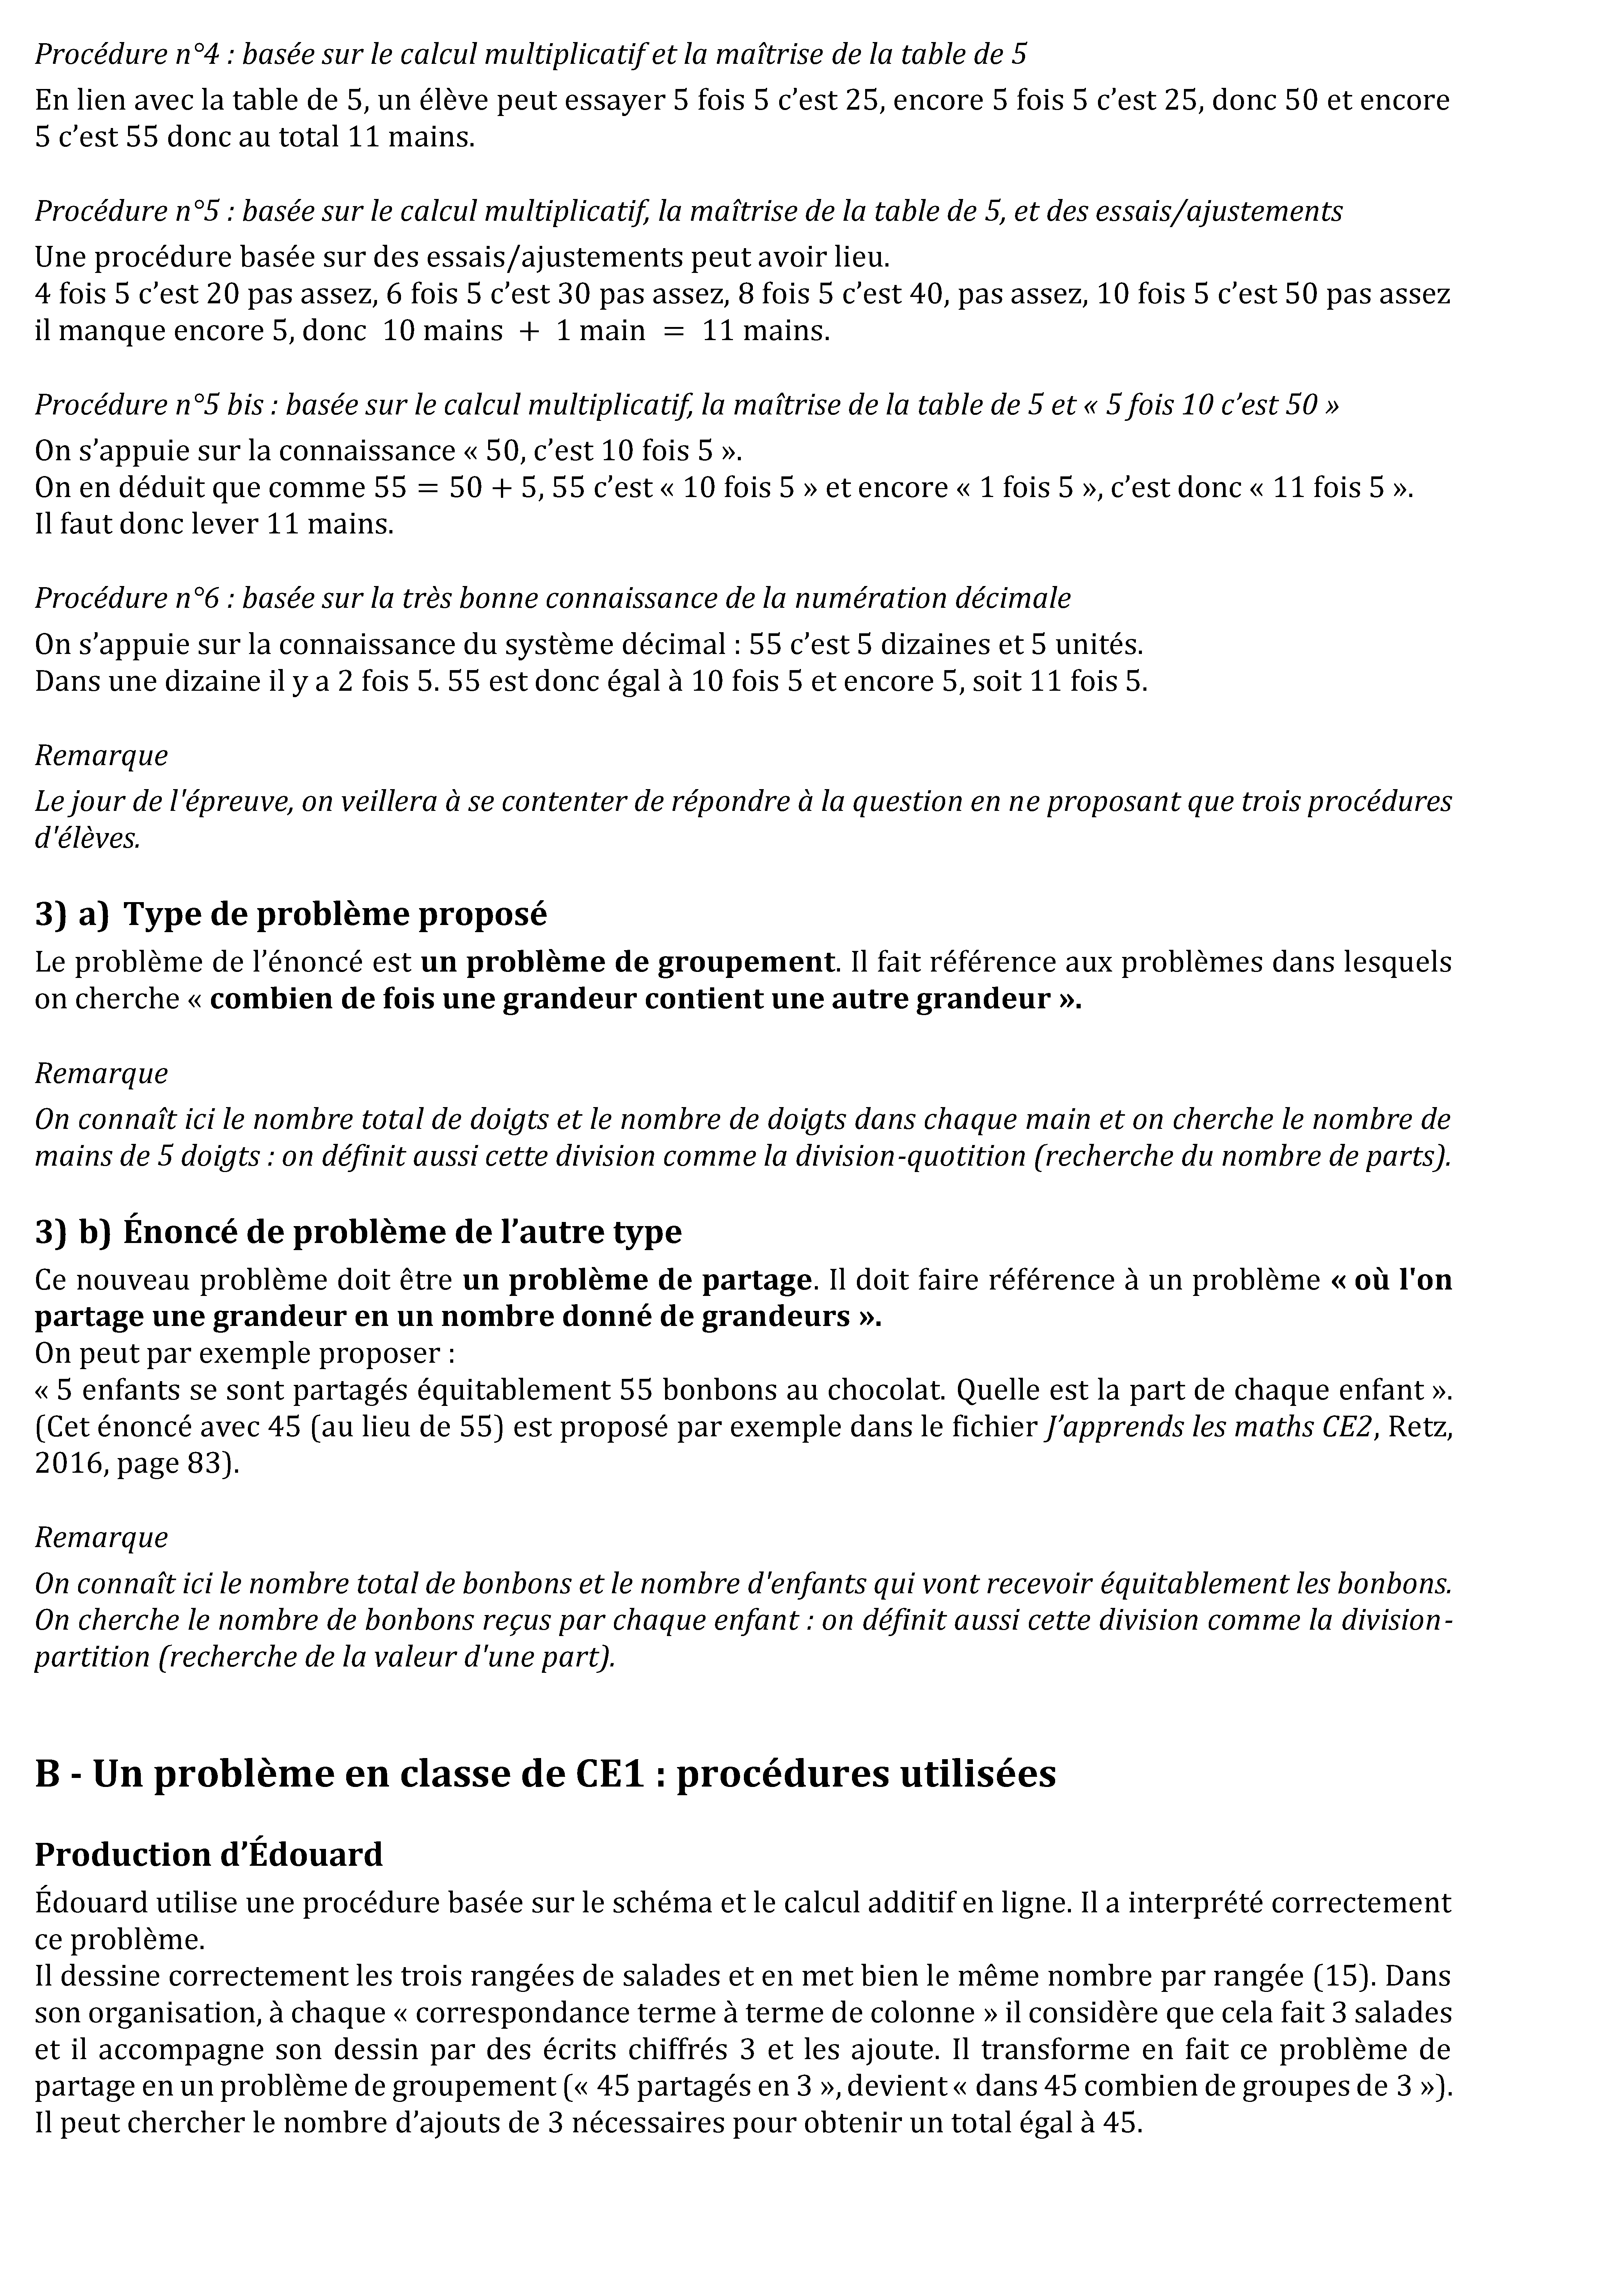 Procédure n°4 : basée sur le calcul multiplicatif et la maîtrise de la table de 5
En lien avec la table de 5, un élève peut essayer 5 fois 5 c’est 25, encore 5 fois 5 c’est 25, donc 50 et encore
5 c’est 55 donc au total 11 mains.
Procédure n°5 : basée sur le calcul multiplicatif, la maîtrise de la table de 5, et des essais/ajustements
Une procédure basée sur des essais/ajustements peut avoir lieu.
4 fois 5 c’est 20 pas assez, 6 fois 5 c’est 30 pas assez, 8 fois 5 c’est 40, pas assez, 10 fois 5 c’est 50 pas assez
il manque encore 5, donc 10 mains + 1 main = 11 mains.
Procédure n°5 bis : basée sur le calcul multiplicatif, la maîtrise de la table de 5 et « 5 fois 10 c’est 50 »
On s’appuie sur la connaissance « 50, c’est 10 fois 5 ».
On en déduit que comme 55 = 50 + 5, 55 c’est « 10 fois 5 » et encore « 1 fois 5 », c’est donc « 11 fois 5 ».
Il faut donc lever 11 mains.
Procédure n°6 : basée sur la très bonne connaissance de la numération décimale
On s’appuie sur la connaissance du système décimal : 55 c’est 5 dizaines et 5 unités.
Dans une dizaine il y a 2 fois 5. 55 est donc égal à 10 fois 5 et encore 5, soit 11 fois 5.
Remarque
Le jour de l'épreuve, on veillera à se contenter de répondre à la question en ne proposant que trois procédures
d'élèves.
3) a) Type de problème proposé
Le problème de l’énoncé est un problème de groupement. Il fait référence aux problèmes dans lesquels
on cherche « combien de fois une grandeur contient une autre grandeur ».
Remarque
On connaît ici le nombre total de doigts et le nombre de doigts dans chaque main et on cherche le nombre de
mains de 5 doigts : on définit aussi cette division comme la division-quotition (recherche du nombre de parts).
3) b) Énoncé de problème de l’autre type
Ce nouveau problème doit être un problème de partage. Il doit faire référence à un problème « où l'on
partage une grandeur en un nombre donné de grandeurs ».
On peut par exemple proposer :
« 5 enfants se sont partagés équitablement 55 bonbons au chocolat. Quelle est la part de chaque enfant ».
(Cet énoncé avec 45 (au lieu de 55) est proposé par exemple dans le fichier J’apprends les maths CE2, Retz,
2016, page 83).
Remarque
On connaît ici le nombre total de bonbons et le nombre d'enfants qui vont recevoir équitablement les bonbons.
On cherche le nombre de bonbons reçus par chaque enfant : on définit aussi cette division comme la division-
partition (recherche de la valeur d'une part).
B - Un problème en classe de CE1 : procédures utilisées
Production d’Édouard
Édouard utilise une procédure basée sur le schéma et le calcul additif en ligne. Il a interprété correctement
ce problème.
Il dessine correctement les trois rangées de salades et en met bien le même nombre par rangée (15). Dans
son organisation, à chaque « correspondance terme à terme de colonne » il considère que cela fait 3 salades
et il accompagne son dessin par des écrits chiffrés 3 et les ajoute. Il transforme en fait ce problème de
partage en un problème de groupement (« 45 partagés en 3 », devient « dans 45 combien de groupes de 3 »).
Il peut chercher le nombre d’ajouts de 3 nécessaires pour obtenir un total égal à 45.